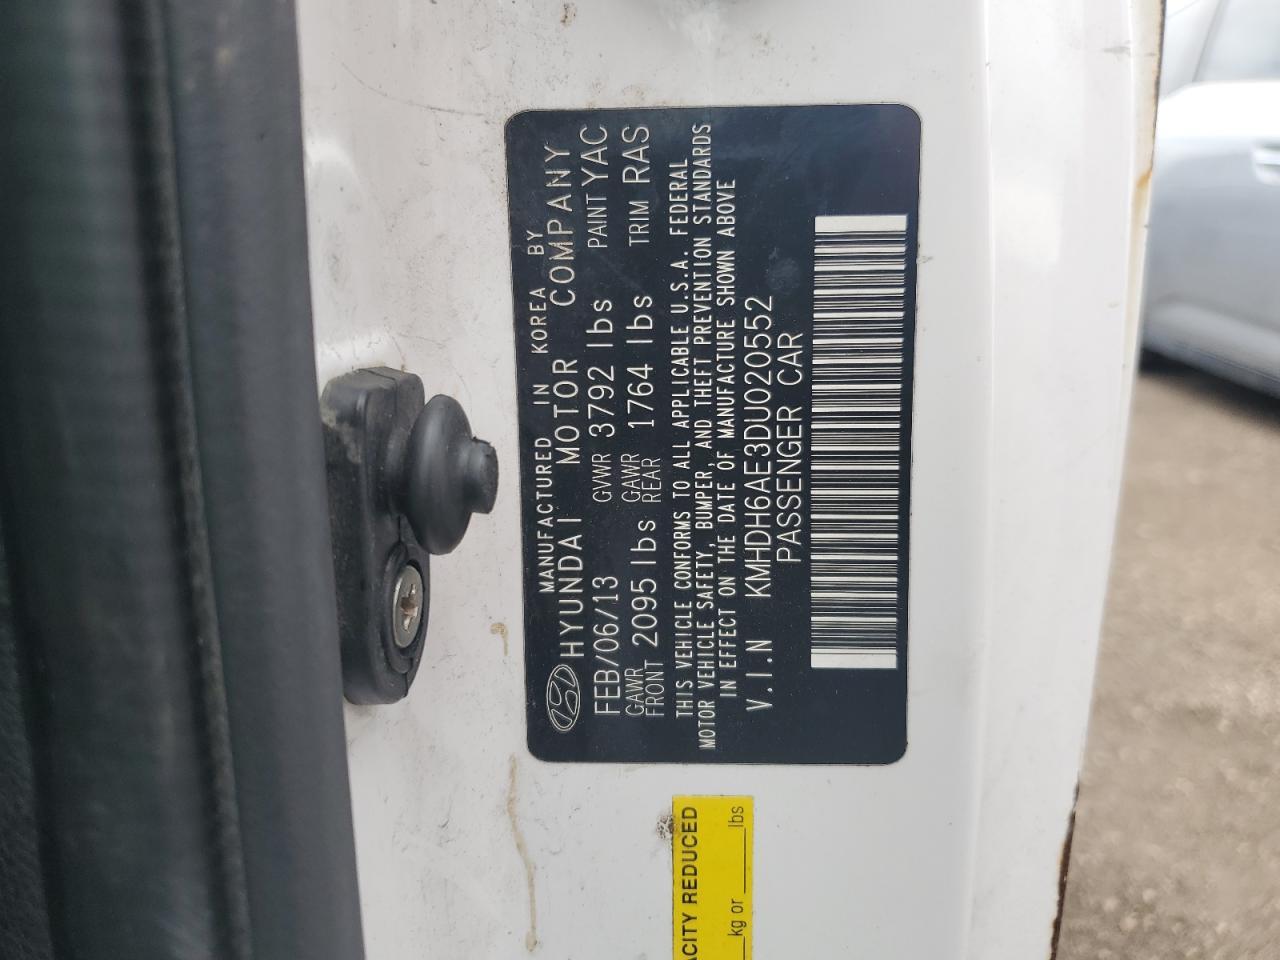 MANUFACTURED IN KOREA BY
HYUNDAI MOTOR COMPANY
FEB/06/13 GVWR 3792 lbs PAINT YAC
GAWR FRONT 2095 lbs GAWR REAR 1764 lbs TRIM RAS
THIS VEHICLE CONFORMS TO ALL APPLICABLE U.S.A. FEDERAL
MOTOR VEHICLE SAFETY, BUMPER, AND THEFT PREVENTION STANDARDS
IN EFFECT ON THE DATE OF MANUFACTURE SHOWN ABOVE
V.I.N KMHDH6AE3DU020552
PASSENGER CAR
ACITY REDUCED
kg or lbs